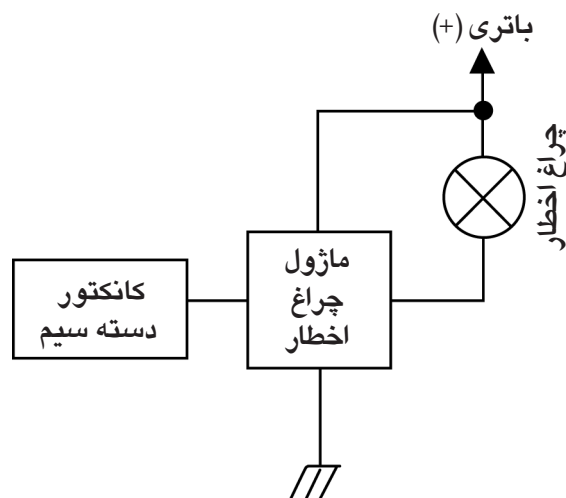 باتری (+)
چراغ اخطار
ماژول
چراغ
اخطار
کانکتور
دسته سیم